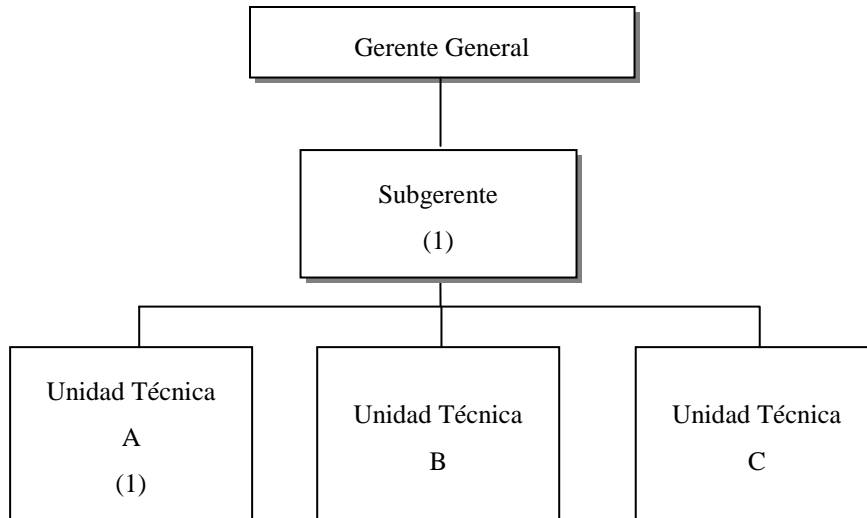 Gerente General
Subgerente
(1)
Unidad Técnica
A
(1)
Unidad Técnica
B
Unidad Técnica
C